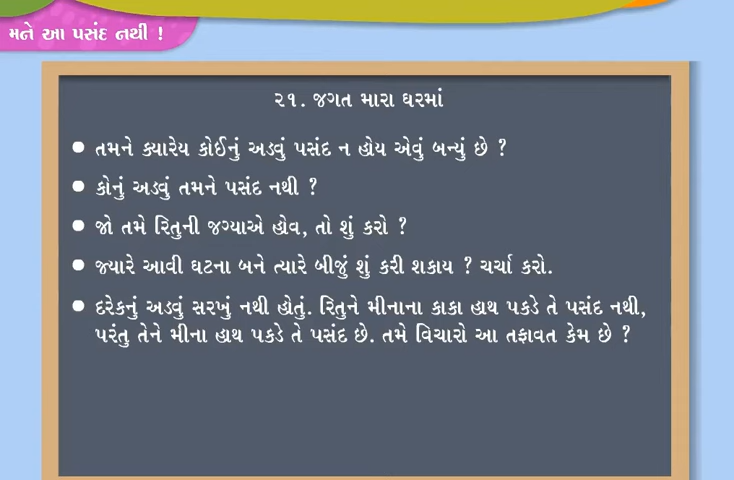 મને આ પસંદ નથી !
૨૧. જગત મારા ઘરમાં
● તમને ક્યારેય કોઈનું અડવું પસંદ ન હોય એવું બન્યું છે ?
● કોનું અડવું તમને પસંદ નથી ?
● જો તમે રિતુની જગ્યાએ હોવ, તો શું કરો ?
● જ્યારે આવી ઘટના બને ત્યારે બીજું શું કરી શકાય ? ચર્ચા કરો.
● દરેકનું અડવું સરખું નથી હોતું. રિતુને મીનાના કાકા હાથ પકડે તે પસંદ નથી,
પરંતુ તેને મીના હાથ પકડે તે પસંદ છે. તમે વિચારો આ તફાવત કેમ છે ?